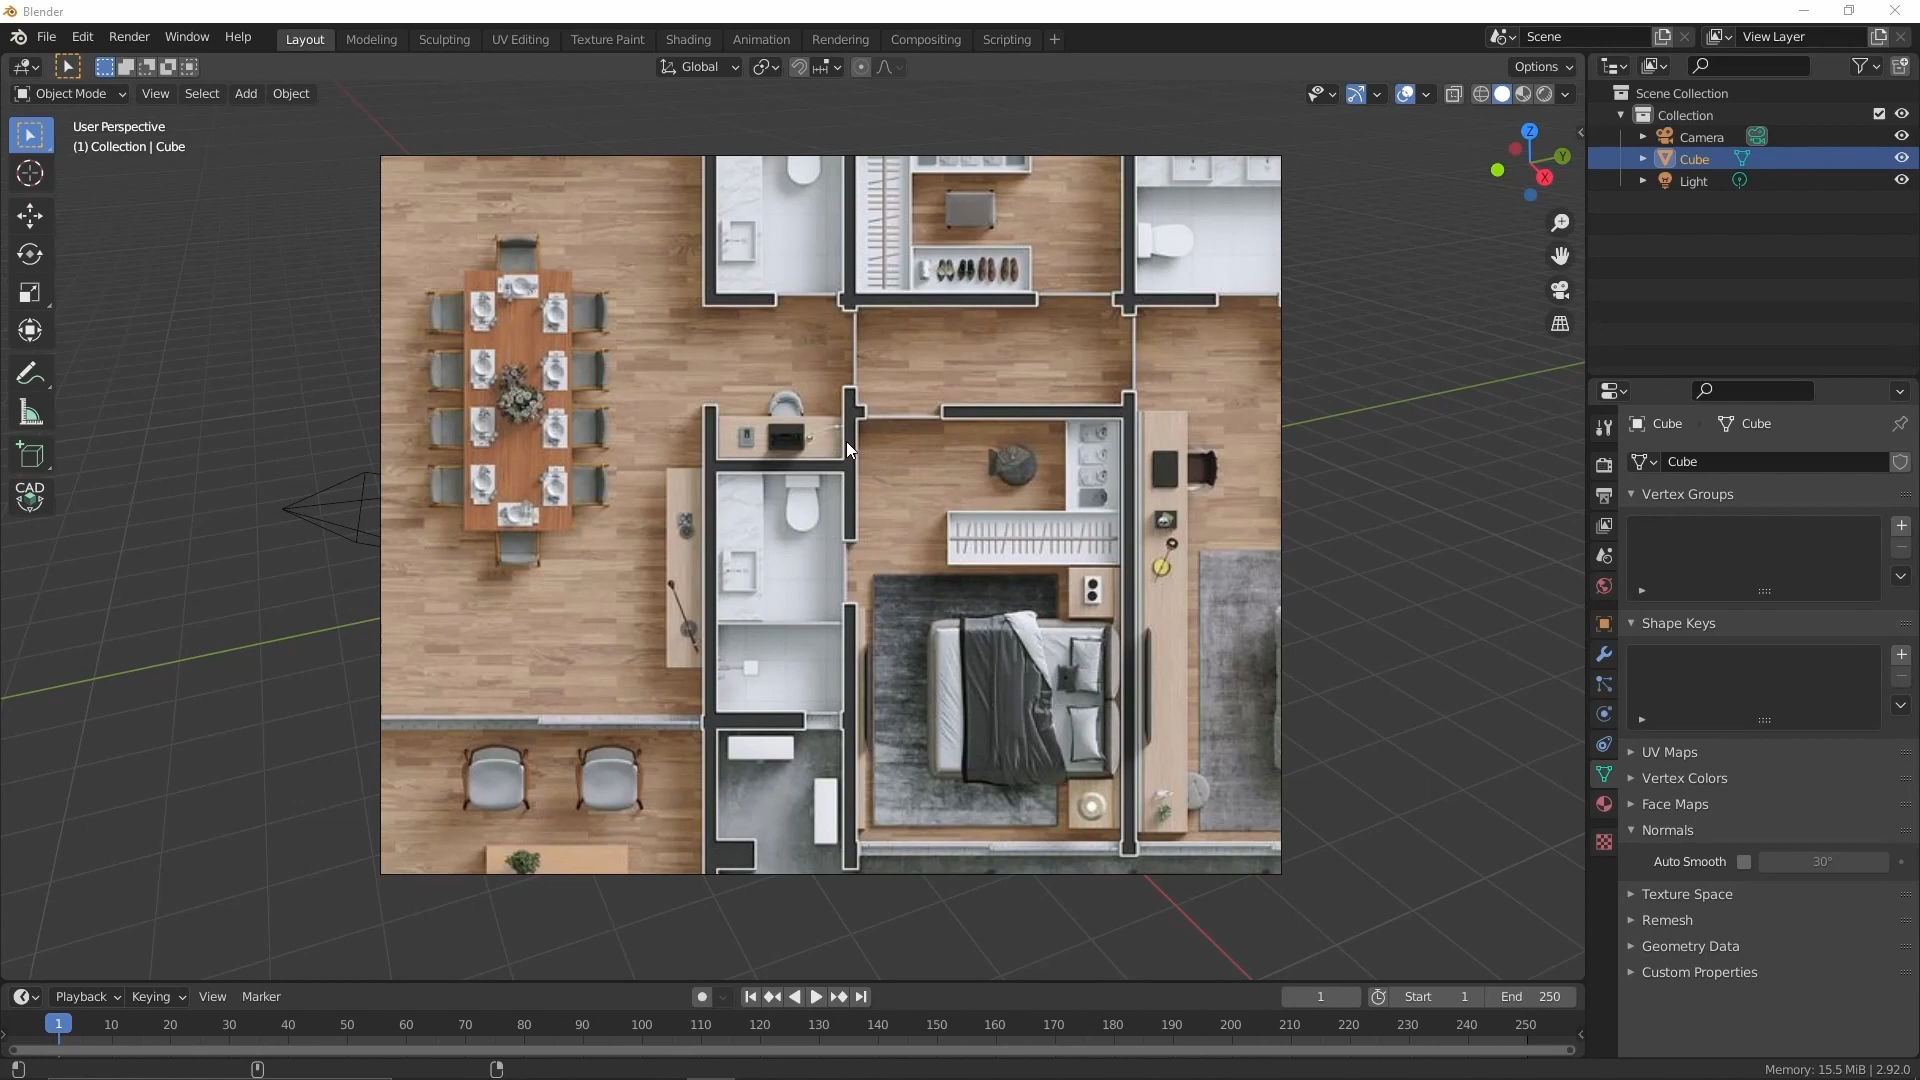 Blender
File Edit Render Window Help Layout Modeling Sculpting UV Editing Texture Paint Shading Animation Rendering Compositing Scripting + Scene View Layer
Global Options
Object Mode View Select Add Object
User Perspective
(1) Collection | Cube
Z
Y
X
CAD
Scene Collection
Collection
Camera
Cube
Light
Cube Cube
Cube
Vertex Groups
Shape Keys
UV Maps
Vertex Colors
Face Maps
Normals
Auto Smooth 30°
Texture Space
Remesh
Geometry Data
Custom Properties
Playback Keying View Marker 1 Start 1 End 250
1 10 20 30 40 50 60 70 80 90 100 110 120 130 140 150 160 170 180 190 200 210 220 230 240 250
Memory: 15.5 MiB | 2.92.0